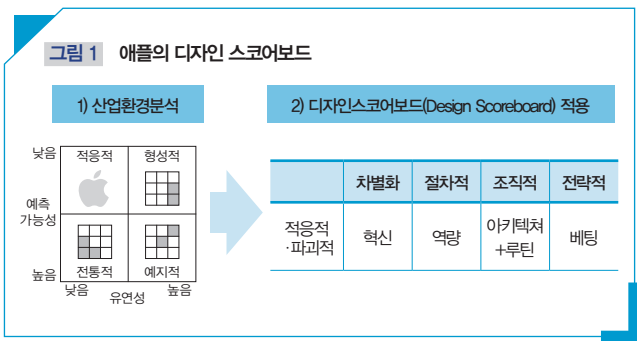 그림 1 애플의 디자인 스코어보드
1) 산업환경분석
2) 디자인스코어보드(Design Scoreboard) 적용
낮음
적응적
형성적
예측
가능성
전통적
예지적
높음
낮음
유연성
높음
차별화 절차적 조직적 전략적
적응적
·파괴적
혁신
역량
아키텍쳐
+루틴
베팅